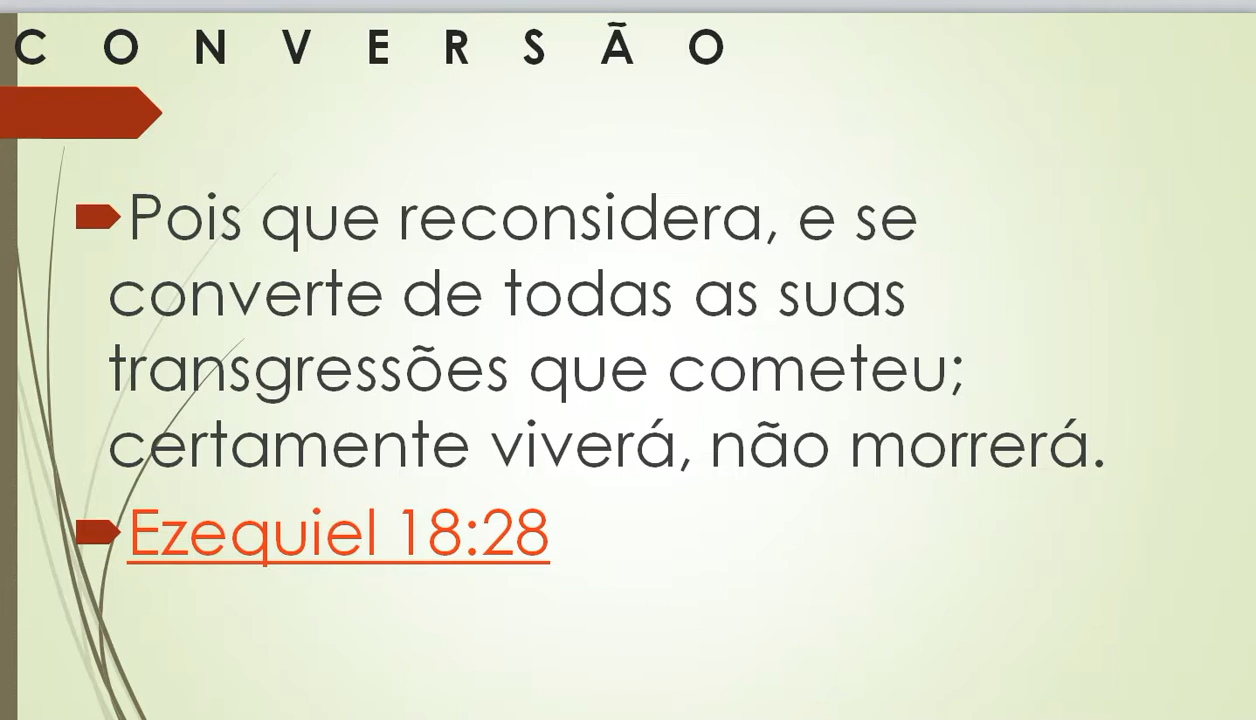 C O N V E R S Ã O
Pois que reconsidera, e se
converte de todas as suas
transgressões que cometeu;
certamente viverá, não morrerá.
Ezequiel 18:28